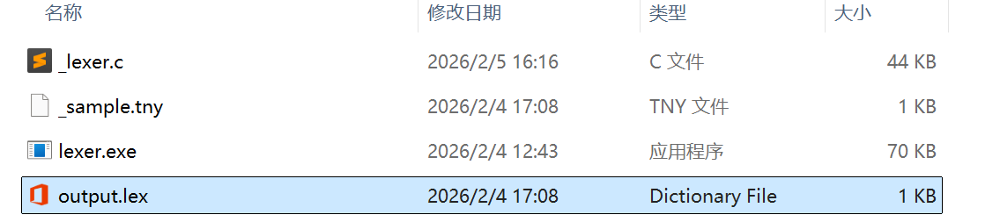 名称 修改日期 类型 大小
_lexer.c 2026/2/5 16:16 C 文件 44 KB
_sample.tny 2026/2/4 17:08 TNY 文件 1 KB
lexer.exe 2026/2/4 12:43 应用程序 70 KB
output.lex 2026/2/4 17:08 Dictionary File 1 KB